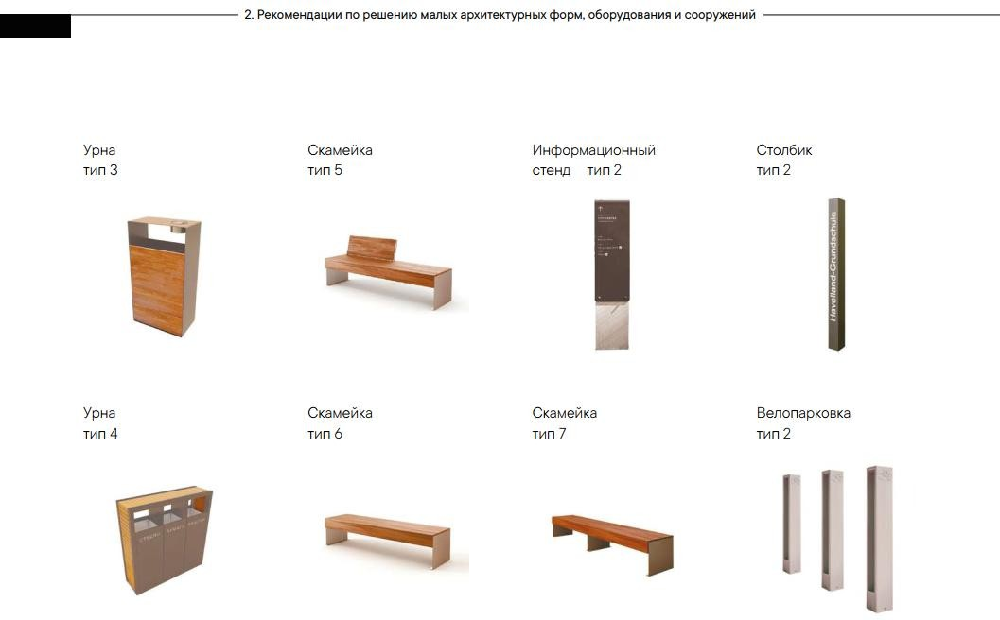 2. Рекомендации по решению малых архитектурных форм, оборудования и сооружений
Урна
тип 3
Скамейка
тип 5
Информационный
стенд тип 2
Столбик
тип 2
Havelland-Grundschule
Урна
тип 4
Скамейка
тип 6
Скамейка
тип 7
Велопарковка
тип 2